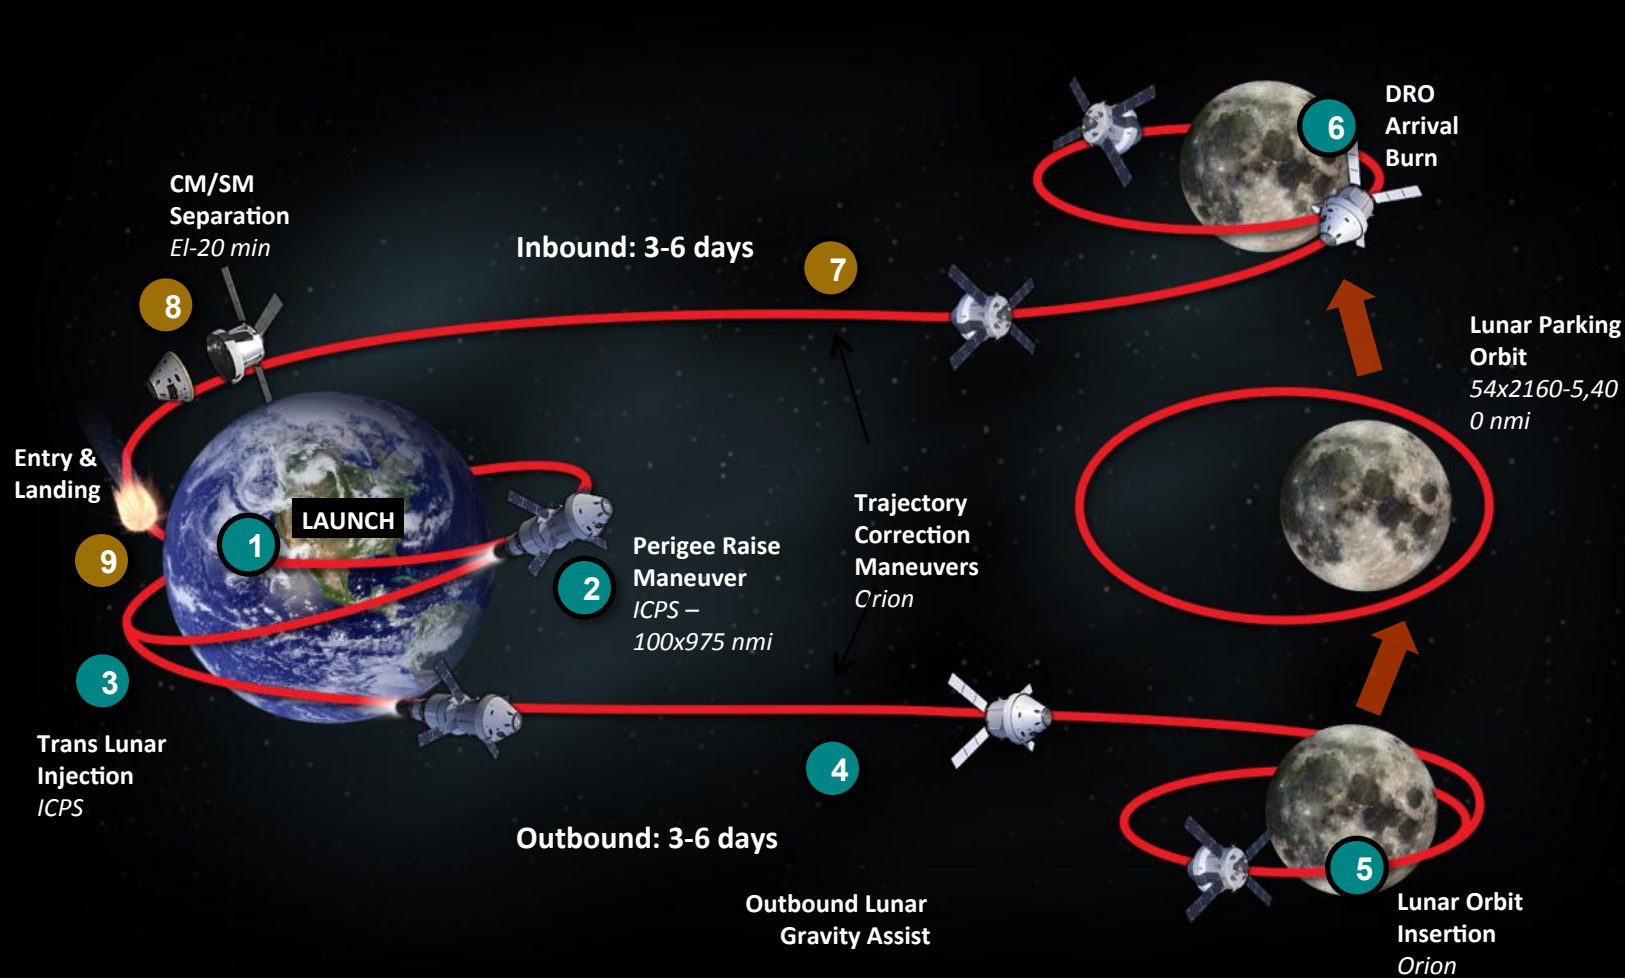 DRO
Arrival
Burn
6
CM/SM
Separation
EI-20 min
8
Inbound: 3-6 days
7
Lunar Parking
Orbit
54x2160-5,40
0 nmi
Entry &
Landing
9
LAUNCH
1
2
Perigee Raise
Maneuver
ICPS –
100x975 nmi
Trajectory
Correction
Maneuvers
Orion
3
Trans Lunar
Injection
ICPS
4
Outbound: 3-6 days
Outbound Lunar
Gravity Assist
5
Lunar Orbit
Insertion
Orion